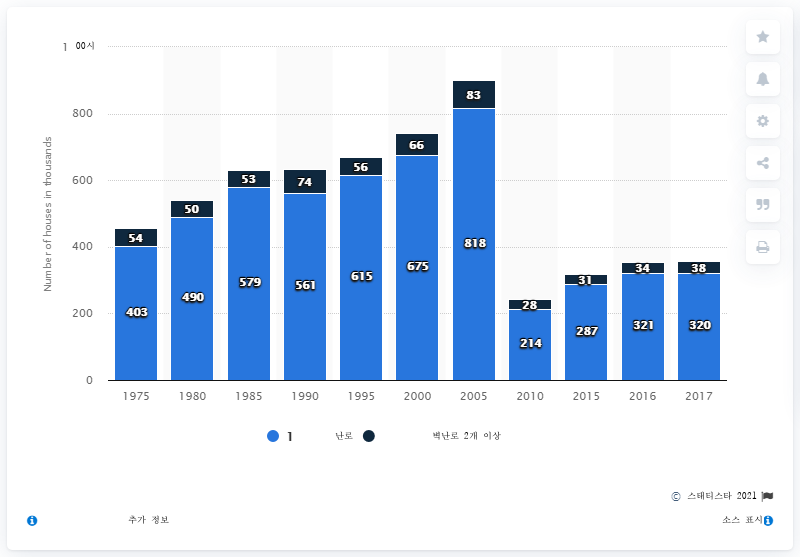 1 00시
800
600
400
200
0
Number of houses in thousands
54 50 53 74 56 66 83 28 31 34 38
403 490 579 561 615 675 818 214 287 321 320
1975 1980 1985 1990 1995 2000 2005 2010 2015 2016 2017
1 난로 벽난로 2개 이상
© 스태티스타 2021
추가 정보 소스 표시